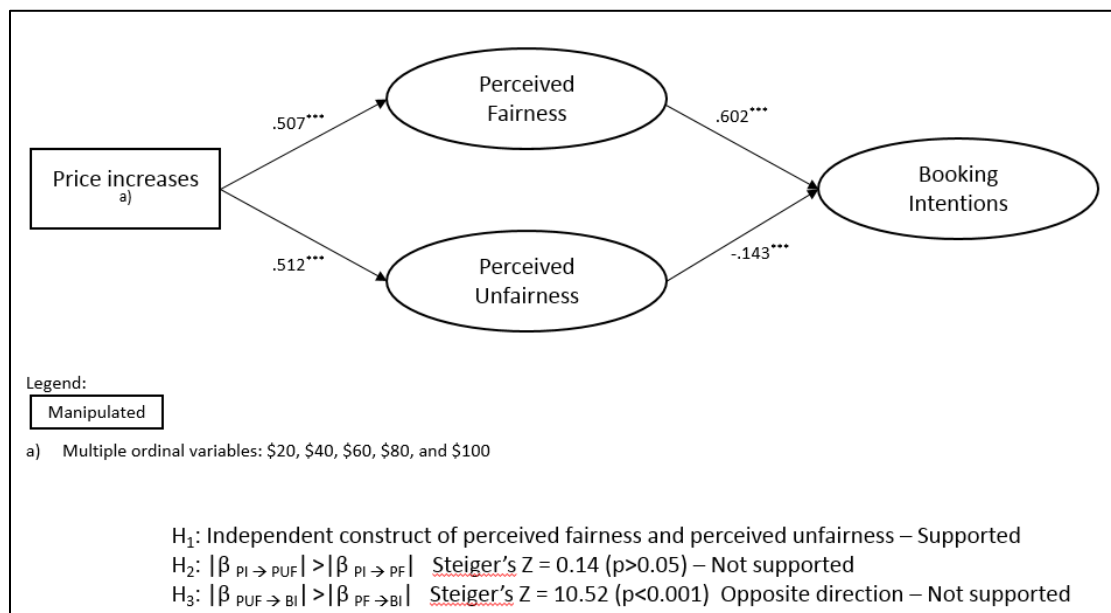 Perceived
Fairness
.507***
.602***
Price increases
a)
Booking
Intentions
.512***
-.143***
Perceived
Unfairness
Legend:
Manipulated
a) Multiple ordinal variables: $20, $40, $60, $80, and $100
H₁: Independent construct of perceived fairness and perceived unfairness – Supported
H₂: |β PI → PUF| >|β PI → PF| Steiger's Z = 0.14 (p>0.05) – Not supported
H₃: |β PUF → BI| >|β PF →BI| Steiger's Z = 10.52 (p<0.001) Opposite direction – Not supported